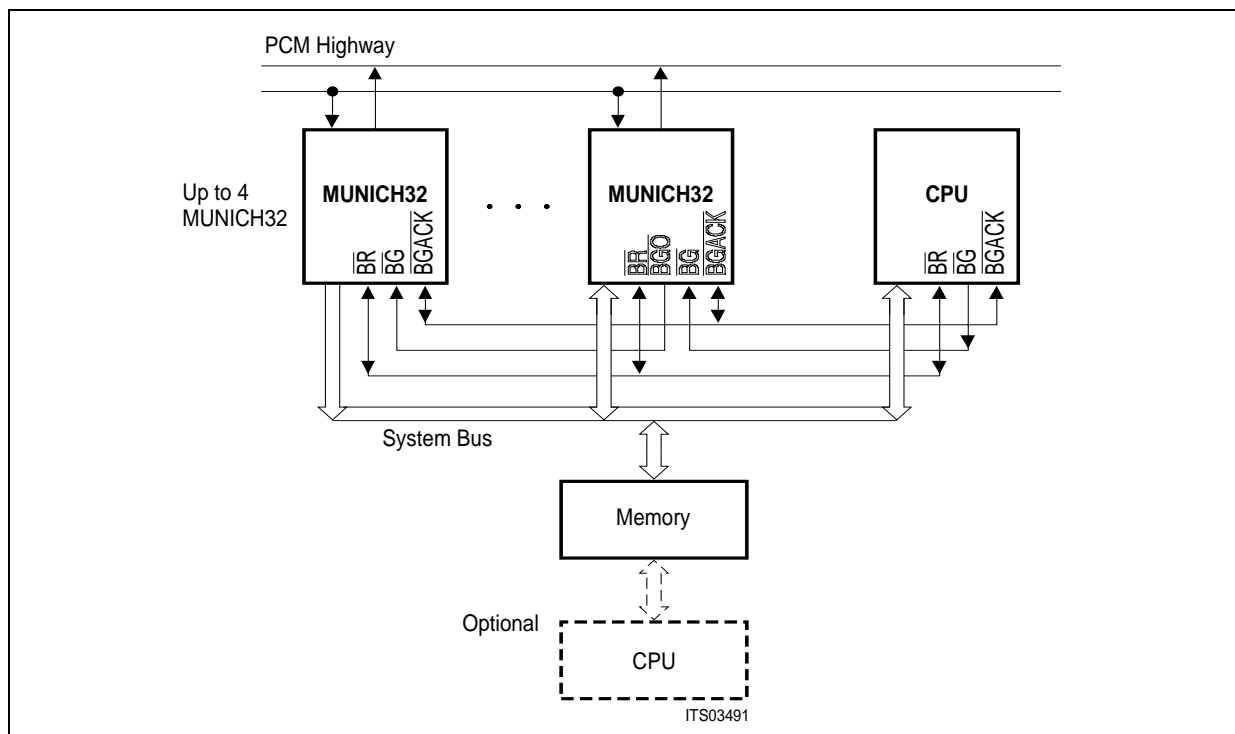 PCM Highway
Up to 4
MUNICH32
MUNICH32
BR
BG
BGACK
. . .
MUNICH32
BR
BGO
BG
BGACK
CPU
BR
BG
BGACK
System Bus
Memory
Optional
CPU
ITS03491